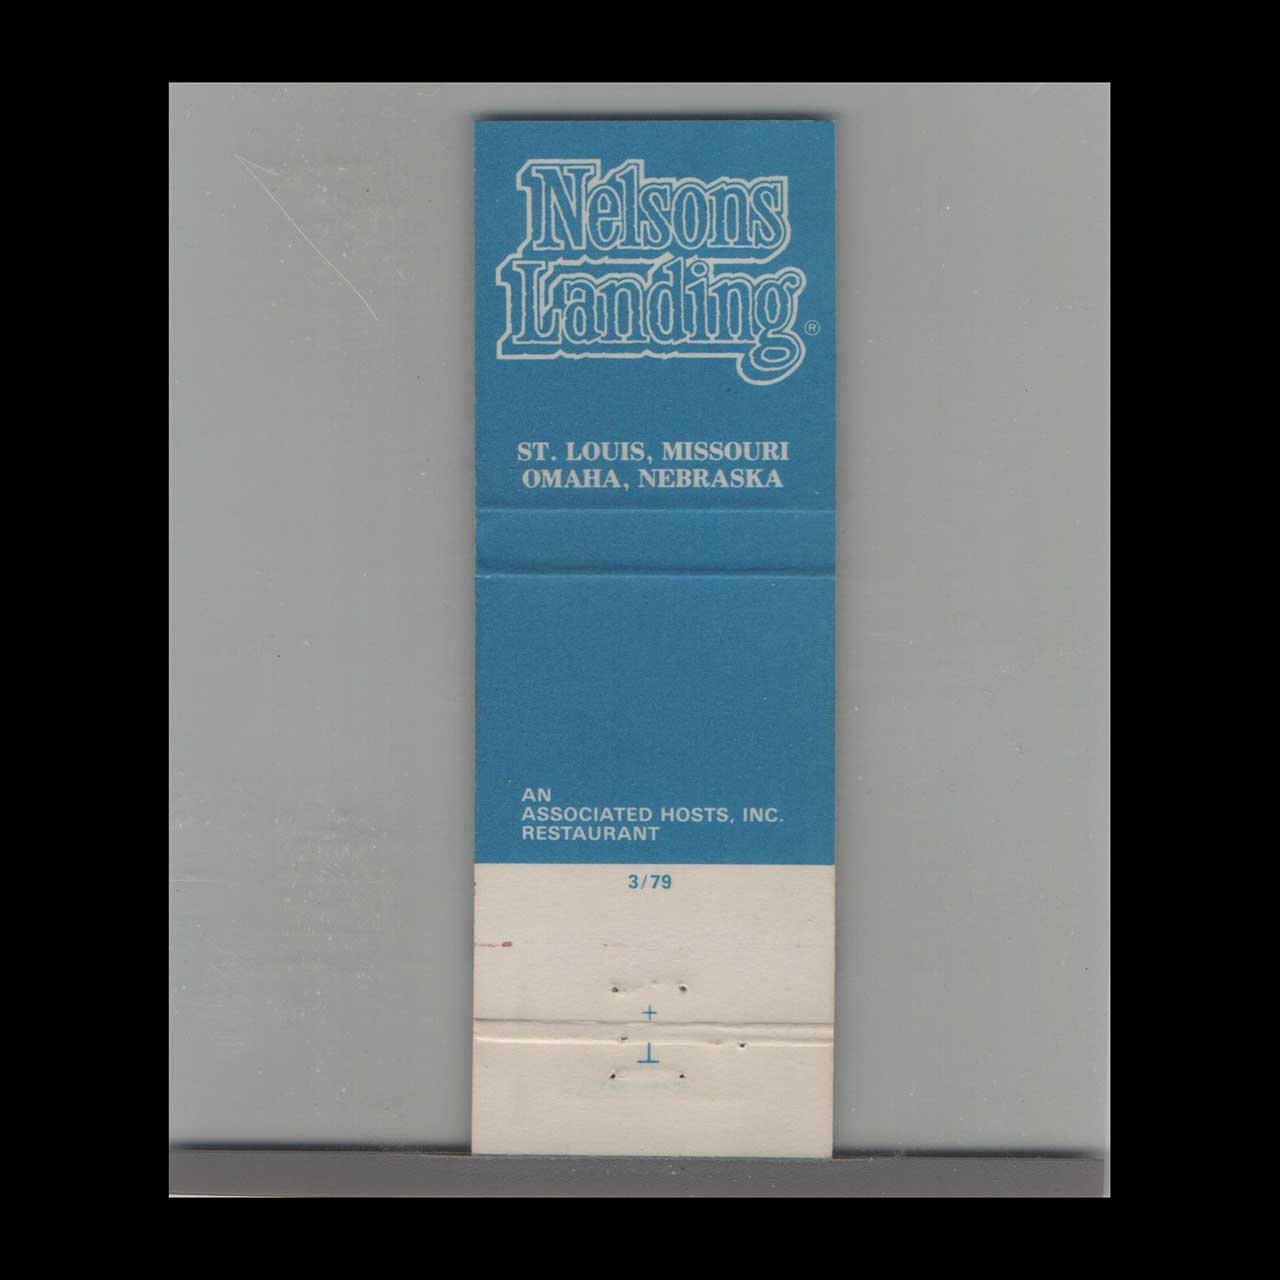 Nelsons
Landing®
ST. LOUIS, MISSOURI
OMAHA, NEBRASKA
AN
ASSOCIATED HOSTS, INC.
RESTAURANT
3/79